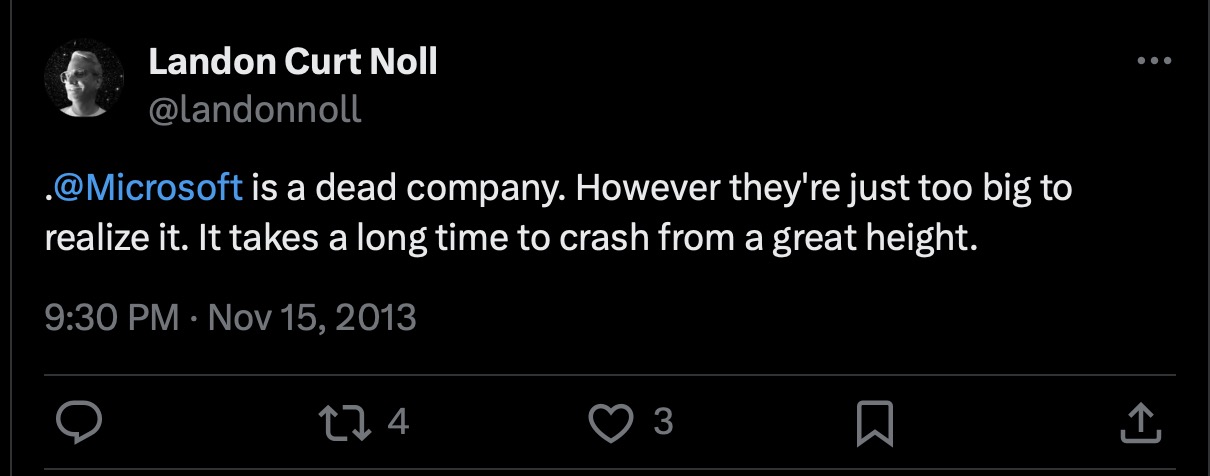 Landon Curt Noll
@landonnoll
.@Microsoft is a dead company. However they're just too big to
realize it. It takes a long time to crash from a great height.
9:30 PM · Nov 15, 2013
4 3